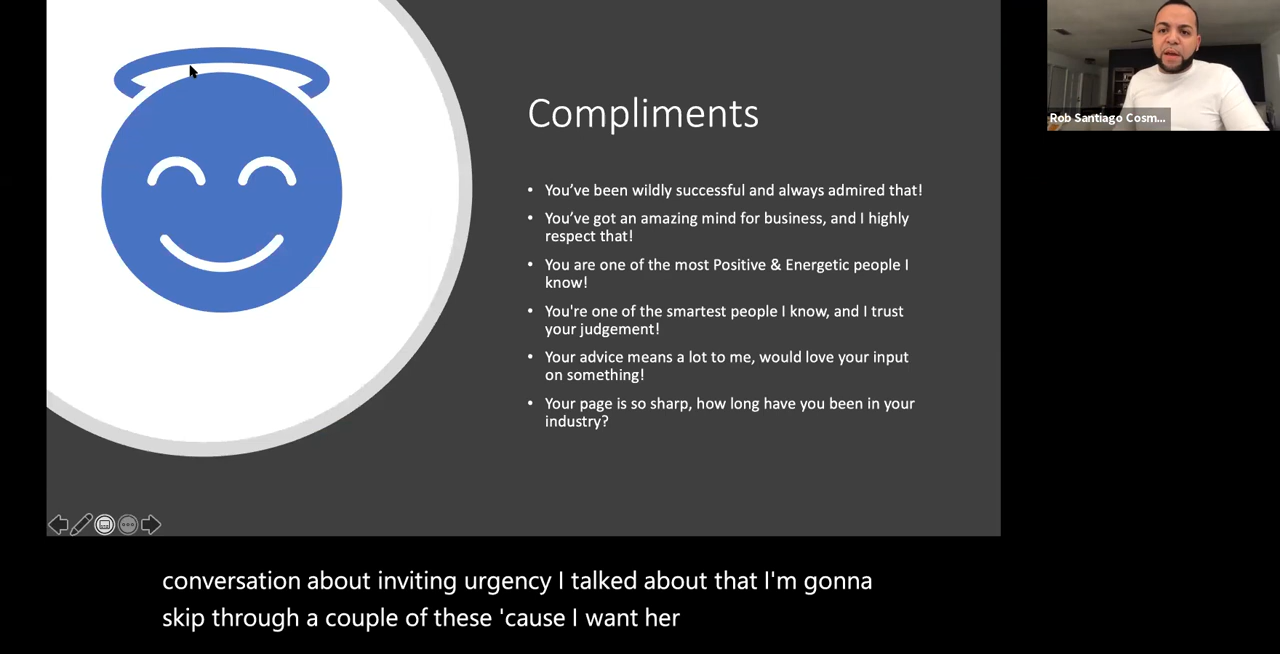 Compliments
• You’ve been wildly successful and always admired that!
• You’ve got an amazing mind for business, and I highly
respect that!
• You are one of the most Positive & Energetic people I
know!
• You're one of the smartest people I know, and I trust
your judgement!
• Your advice means a lot to me, would love your input
on something!
• Your page is so sharp, how long have you been in your
industry?
Rob Santiago Cosm...
conversation about inviting urgency I talked about that I'm gonna
skip through a couple of these 'cause I want her